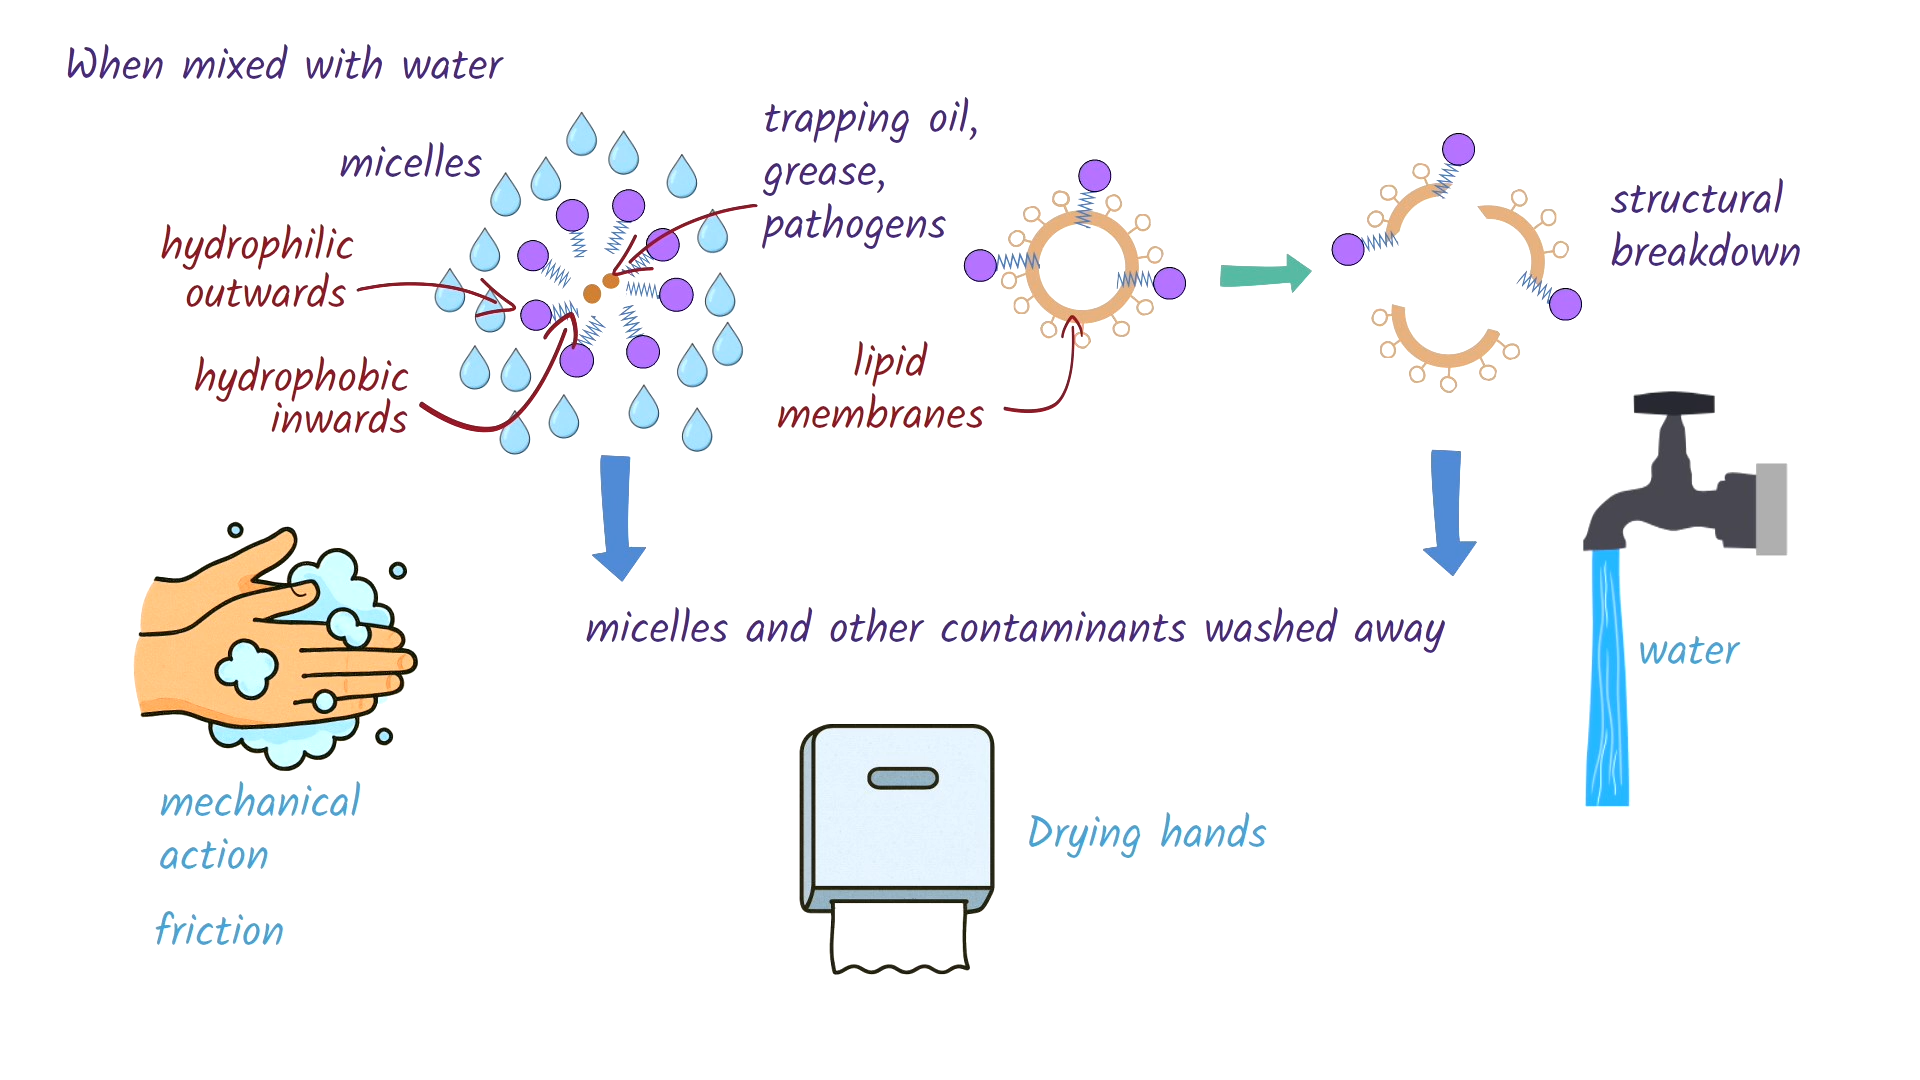 When mixed with water
micelles
trapping oil,
grease,
pathogens
hydrophilic
outwards
hydrophobic
inwards
lipid
membranes
structural
breakdown
micelles and other contaminants washed away
water
mechanical
action
friction
Drying hands